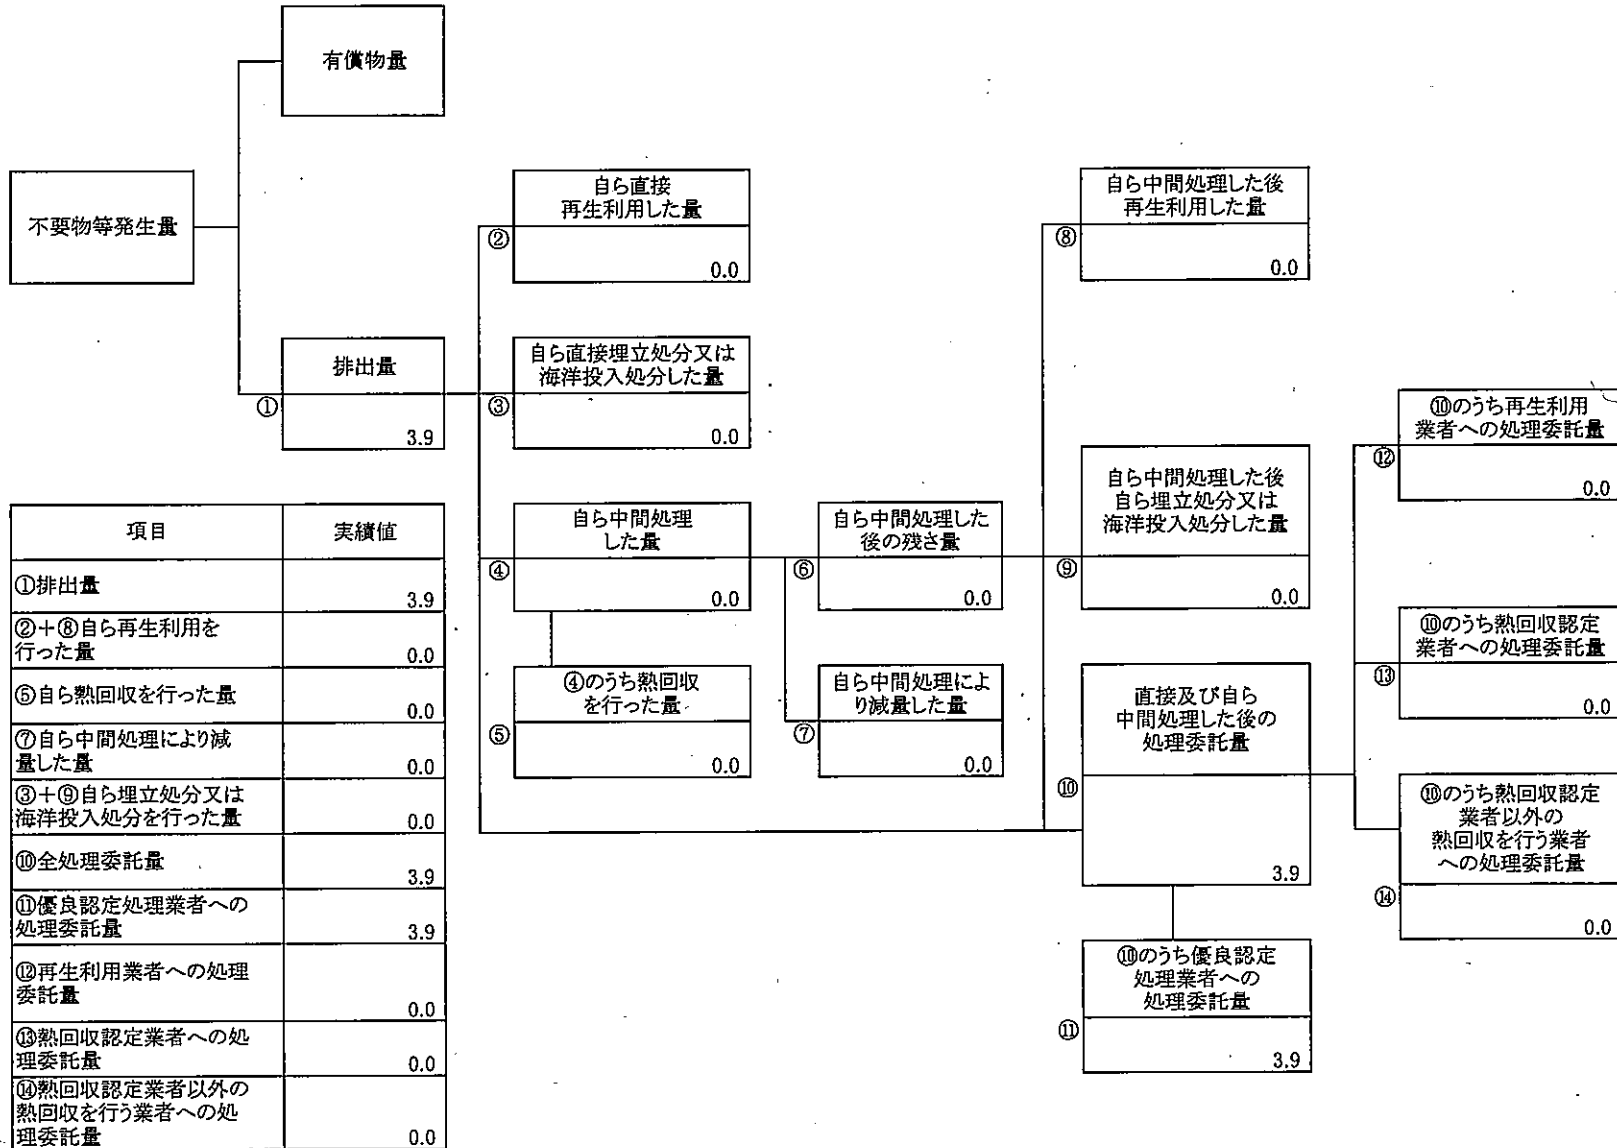 有償物量
不要物等発生量
自ら直接
再生利用した量
②
0.0
自ら中間処理した後
再生利用した量
⑧
0.0
排出量
①
3.9
自ら直接埋立処分又は
海洋投入処分した量
③
0.0
⑩のうち再生利用
業者への処理委託量
⑫
0.0
自ら中間処理
した量
④
0.0
自ら中間処理した
後の残さ量
⑥
0.0
自ら中間処理した後
自ら埋立処分又は
海洋投入処分した量
⑨
0.0
⑩のうち熱回収認定
業者への処理委託量
⑬
0.0
④のうち熱回収
を行った量
⑤
0.0
自ら中間処理によ
り減量した量
⑦
0.0
直接及び自ら
中間処理した後の
処理委託量
⑩
3.9
⑩のうち熱回収認定
業者以外の
熱回収を行う業者
への処理委託量
⑭
0.0
⑩のうち優良認定
処理業者への
処理委託量
⑪
3.9
項目 実績値
①排出量 3.9
②+⑧自ら再生利用を
行った量 0.0
⑤自ら熱回収を行った量 0.0
⑦自ら中間処理により減
量した量 0.0
③+⑨自ら埋立処分又は
海洋投入処分を行った量 0.0
⑩全処理委託量 3.9
⑪優良認定処理業者への
処理委託量 3.9
⑫再生利用業者への処理
委託量 0.0
⑬熱回収認定業者への処
理委託量 0.0
⑭熱回収認定業者以外の
熱回収を行う業者への処
理委託量 0.0